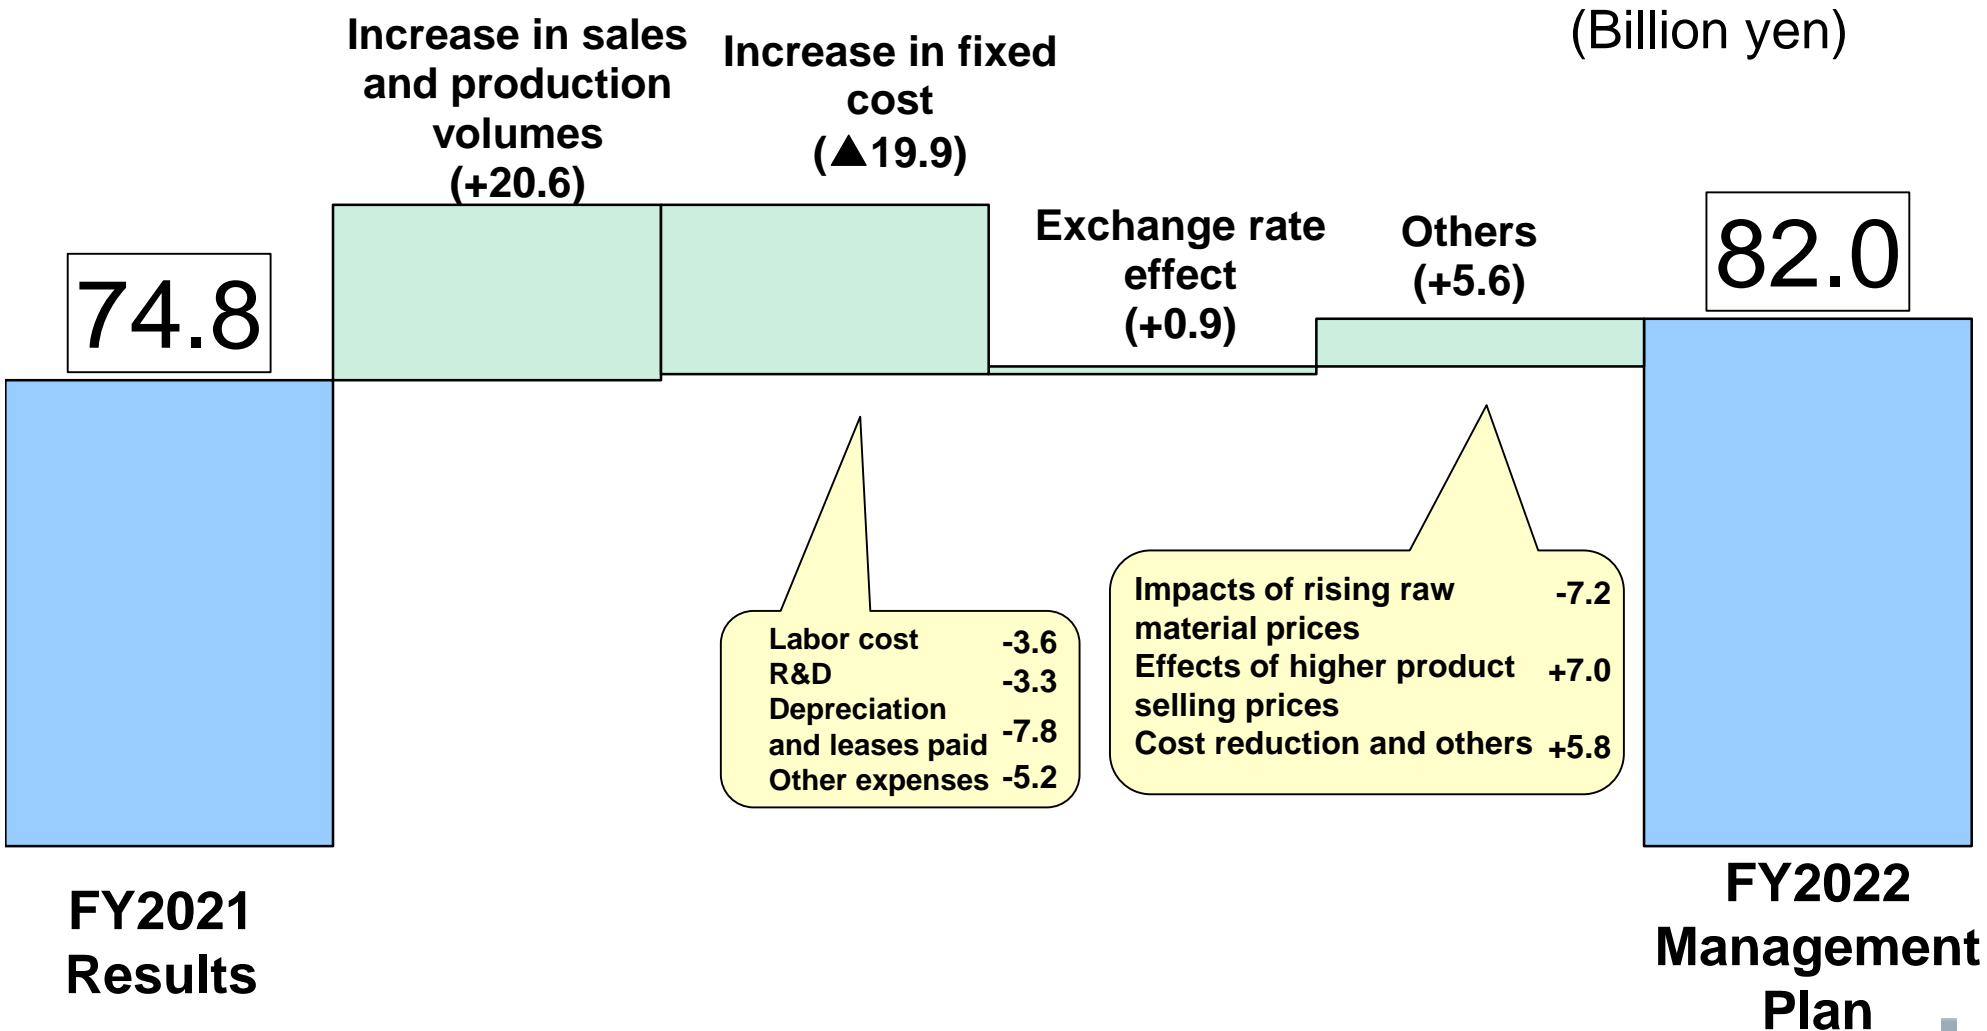 (Billion yen)
Increase in sales
and production
volumes
(+20.6)
Increase in fixed
cost
(▲19.9)
Exchange rate
effect
(+0.9)
Others
(+5.6)
74.8
82.0
Labor cost -3.6
R&D -3.3
Depreciation
and leases paid -7.8
Other expenses -5.2
Impacts of rising raw -7.2
material prices
Effects of higher product +7.0
selling prices
Cost reduction and others +5.8
FY2021
Results
FY2022
Management
Plan